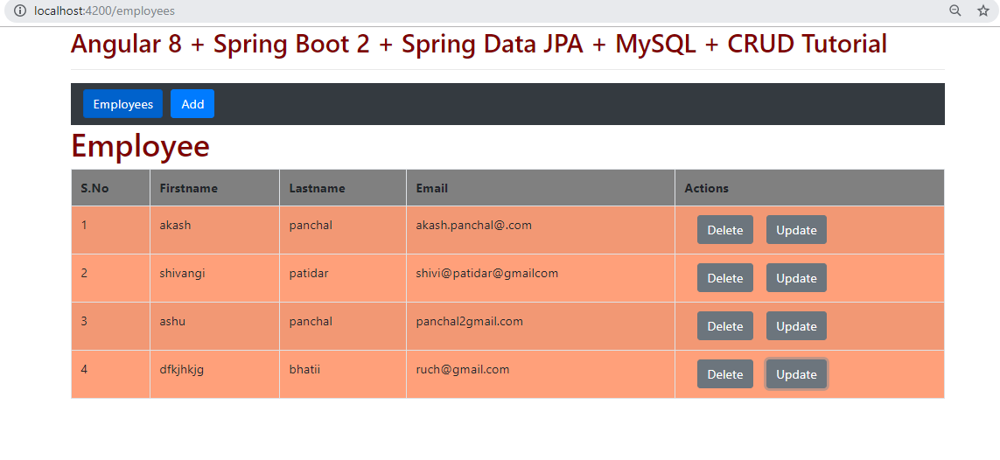 localhost:4200/employees
Angular 8 + Spring Boot 2 + Spring Data JPA + MySQL + CRUD Tutorial
Employees Add
Employee
S.No Firstname Lastname Email Actions
1 akash panchal akash.panchal@.com Delete Update
2 shivangi patidar shivi@patidar@gmailcom Delete Update
3 ashu panchal panchal2gmail.com Delete Update
4 dfkjhkjg bhatii ruch@gmail.com Delete Update